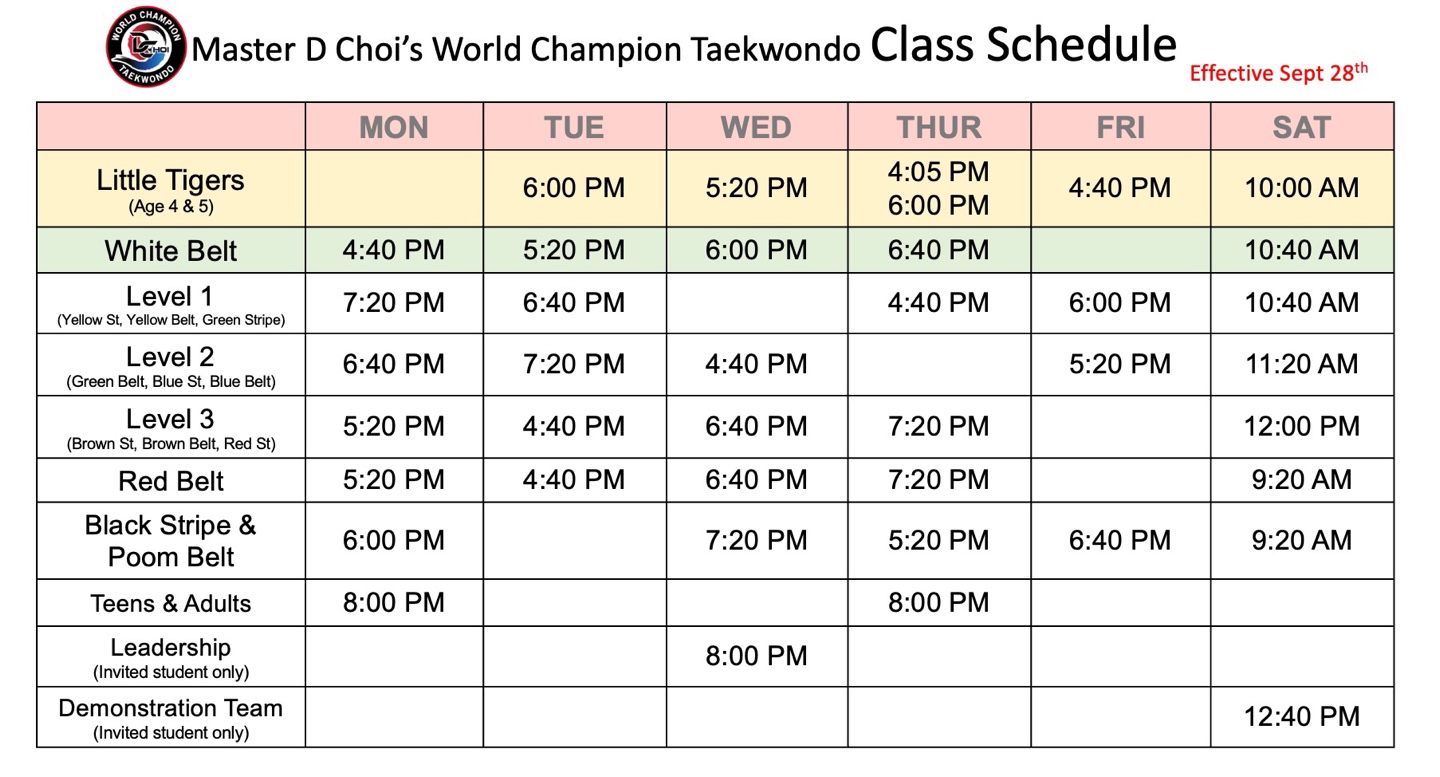 WORLD CHAMPION
DC CHOI
TAEKWONDO
Master D Choi’s World Champion Taekwondo Class Schedule
Effective Sept 28th
MON TUE WED THUR FRI SAT
Little Tigers
(Age 4 & 5)
6:00 PM 5:20 PM 4:05 PM 6:00 PM 4:40 PM 10:00 AM
White Belt 4:40 PM 5:20 PM 6:00 PM 6:40 PM 10:40 AM
Level 1
(Yellow St, Yellow Belt, Green Stripe)
7:20 PM 6:40 PM 4:40 PM 6:00 PM 10:40 AM
Level 2
(Green Belt, Blue St, Blue Belt)
6:40 PM 7:20 PM 4:40 PM 5:20 PM 11:20 AM
Level 3
(Brown St, Brown Belt, Red St)
5:20 PM 4:40 PM 6:40 PM 7:20 PM 12:00 PM
Red Belt 5:20 PM 4:40 PM 6:40 PM 7:20 PM 9:20 AM
Black Stripe &
Poom Belt
6:00 PM 7:20 PM 5:20 PM 6:40 PM 9:20 AM
Teens & Adults 8:00 PM 8:00 PM
Leadership
(Invited student only)
8:00 PM
Demonstration Team
(Invited student only)
12:40 PM